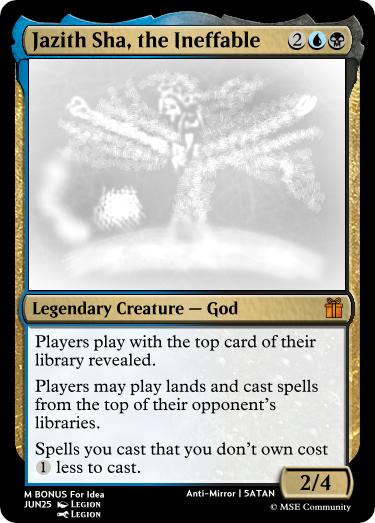 Jazith Sha, the Ineffable 2
Legendary Creature — God
Players play with the top card of their
library revealed.
Players may play lands and cast spells
from the top of their opponent's
libraries.
Spells you cast that you don't own cost
1 less to cast.
2/4
M BONUS For Idea
JUN25 Legion
Legion
Anti-Mirror | 5ATAN
© MSE Community